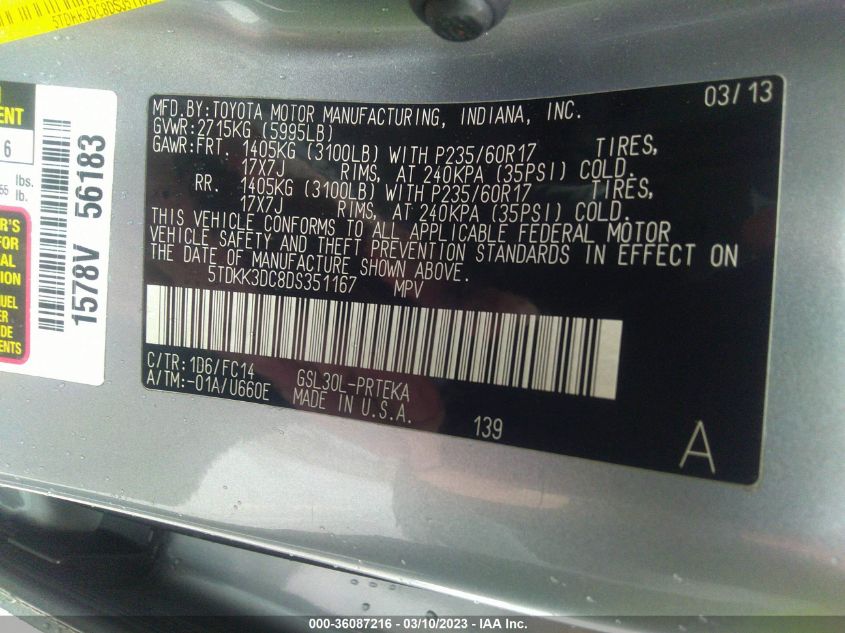 5TDKK3DC8DS351167
MFD.BY:TOYOTA MOTOR MANUFACTURING, INDIANA, INC. 03/13
GVWR:2715KG (5995LB)
GAWR:FRT. 1405KG (3100LB) WITH P235/60R17 TIRES,
17X7J RIMS, AT 240KPA (35PSI) COLD.
RR. 1405KG (3100LB) WITH P235/60R17 TIRES,
17X7J RIMS, AT 240KPA (35PSI) COLD.
THIS VEHICLE CONFORMS TO ALL APPLICABLE FEDERAL MOTOR
VEHICLE SAFETY AND THEFT PREVENTION STANDARDS IN EFFECT ON
THE DATE OF MANUFACTURE SHOWN ABOVE.
5TDKK3DC8DS351167 MPV
C/TR:1D6/FC14 GSL30L-PRTEKA
A/TM:-01A/U660E MADE IN U.S.A.
139
A
1578V 56183
6
lbs.
lb.
000-36087216 - 03/10/2023 - IAA Inc.